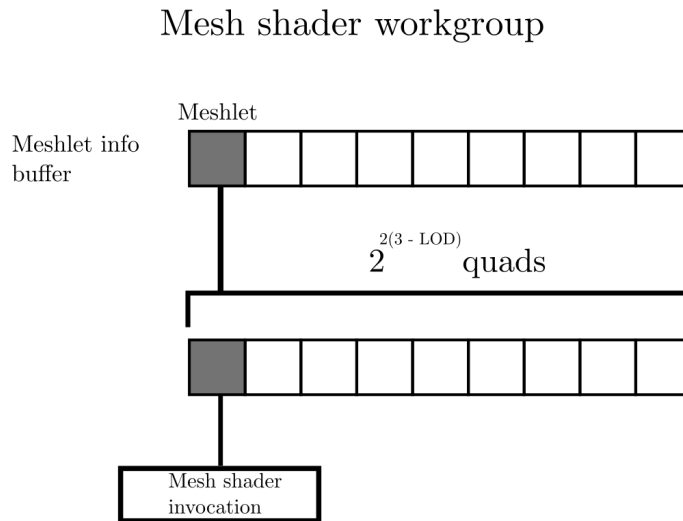 Mesh shader workgroup
Meshlet
Meshlet info
buffer
2^{2(3 - LOD)} quads
Mesh shader
invocation